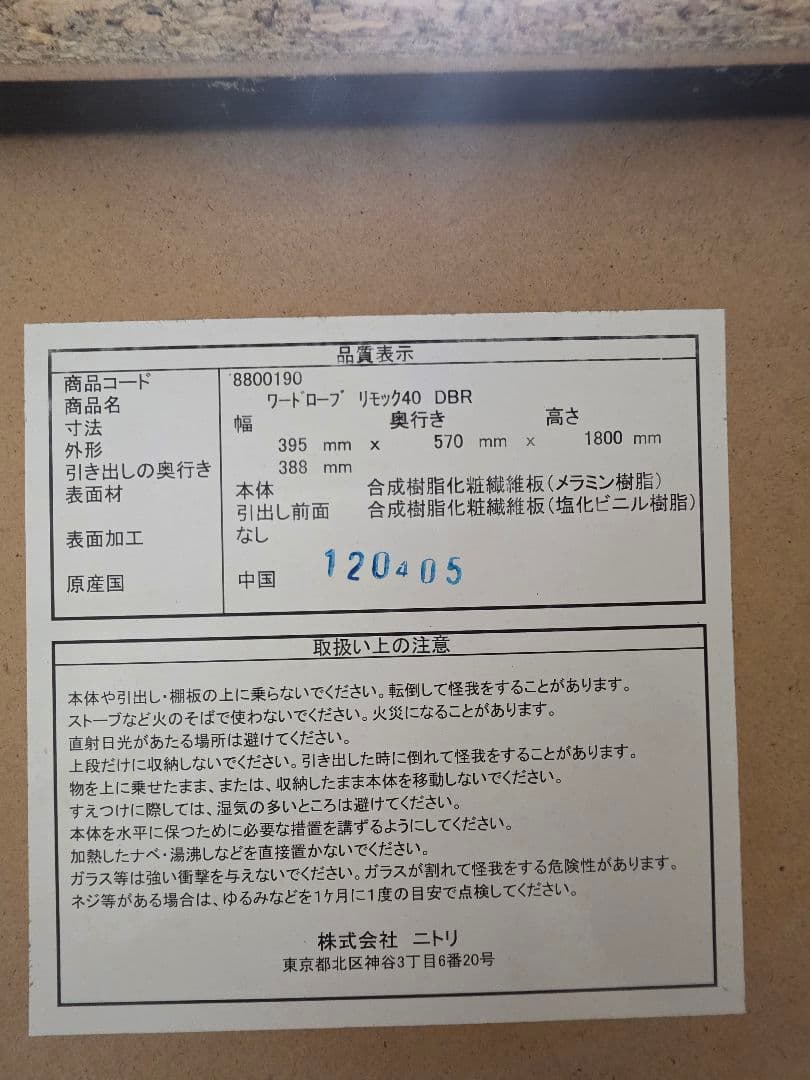 品質表示
商品コード 8800190
商品名 ワードローブ リモック40 DBR
寸法 幅 奥行き 高さ
外形 395 mm x 570 mm x 1800 mm
引き出しの奥行き 388 mm
表面材 本体 合成樹脂化粧繊維板(メラミン樹脂)
引出し前面 合成樹脂化粧繊維板(塩化ビニル樹脂)
表面加工 なし
原産国 中国 120405
取扱い上の注意
本体や引出し・棚板の上に乗らないでください。転倒して怪我をすることがあります。
ストーブなど火のそばで使わないでください。火災になることがあります。
直射日光があたる場所は避けてください。
上段だけに収納しないでください。引き出した時に倒れて怪我をすることがあります。
物を上に乗せたまま、または、収納したまま本体を移動しないでください。
すえつけに際しては、湿気の多いところは避けてください。
本体を水平に保つために必要な措置を講ずるようにしてください。
加熱したナベ・湯沸しなどを直接置かないでください。
ガラス等は強い衝撃を与えないでください。ガラスが割れて怪我をする危険性があります。
ネジ等がある場合は、ゆるみなどを1ケ月に1度の目安で点検してください。
株式会社 ニトリ
東京都北区神谷3丁目6番20号